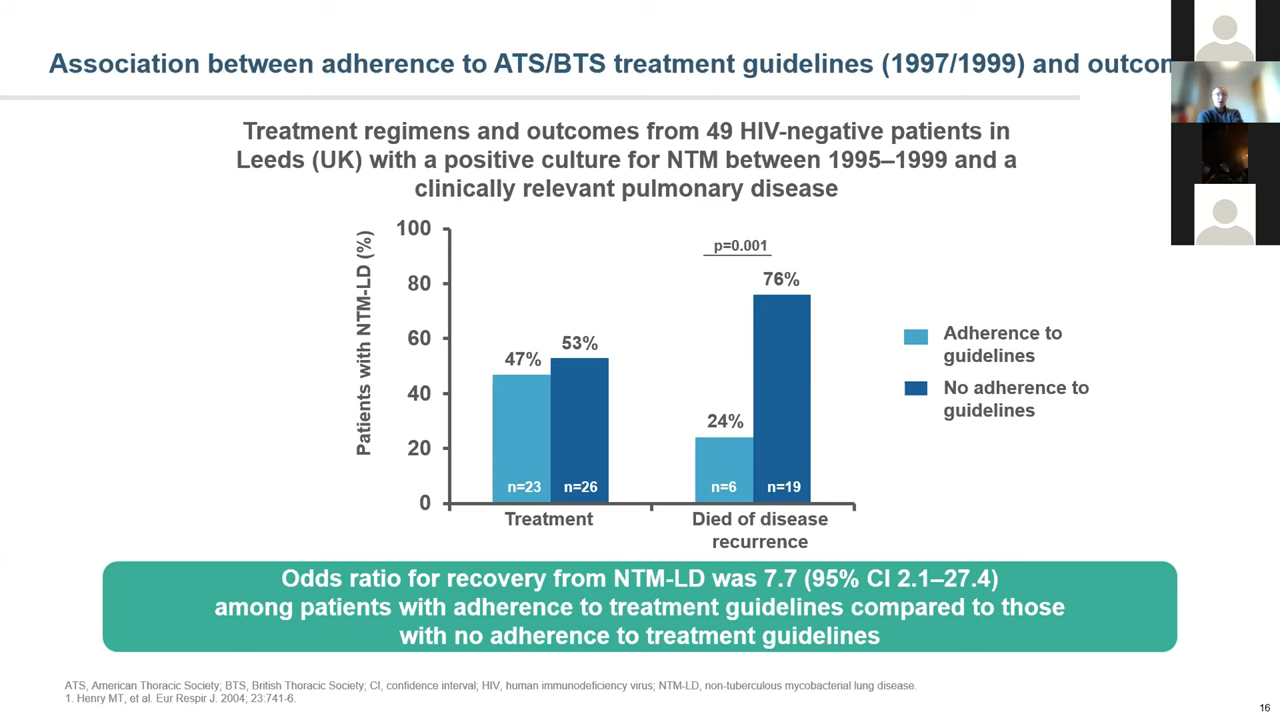 Association between adherence to ATS/BTS treatment guidelines (1997/1999) and outcom
Treatment regimens and outcomes from 49 HIV-negative patients in
Leeds (UK) with a positive culture for NTM between 1995–1999 and a
clinically relevant pulmonary disease
Patients with NTM-LD (%)
100
80
60
40
20
0
47%
53%
n=23
n=26
Treatment
p=0.001
24%
76%
n=6
n=19
Died of disease
recurrence
Adherence to
guidelines
No adherence to
guidelines
Odds ratio for recovery from NTM-LD was 7.7 (95% CI 2.1–27.4)
among patients with adherence to treatment guidelines compared to those
with no adherence to treatment guidelines
ATS, American Thoracic Society; BTS, British Thoracic Society; CI, confidence interval; HIV, human immunodeficiency virus; NTM-LD, non-tuberculous mycobacterial lung disease.
1. Henry MT, et al. Eur Respir J. 2004; 23:741-6.
16